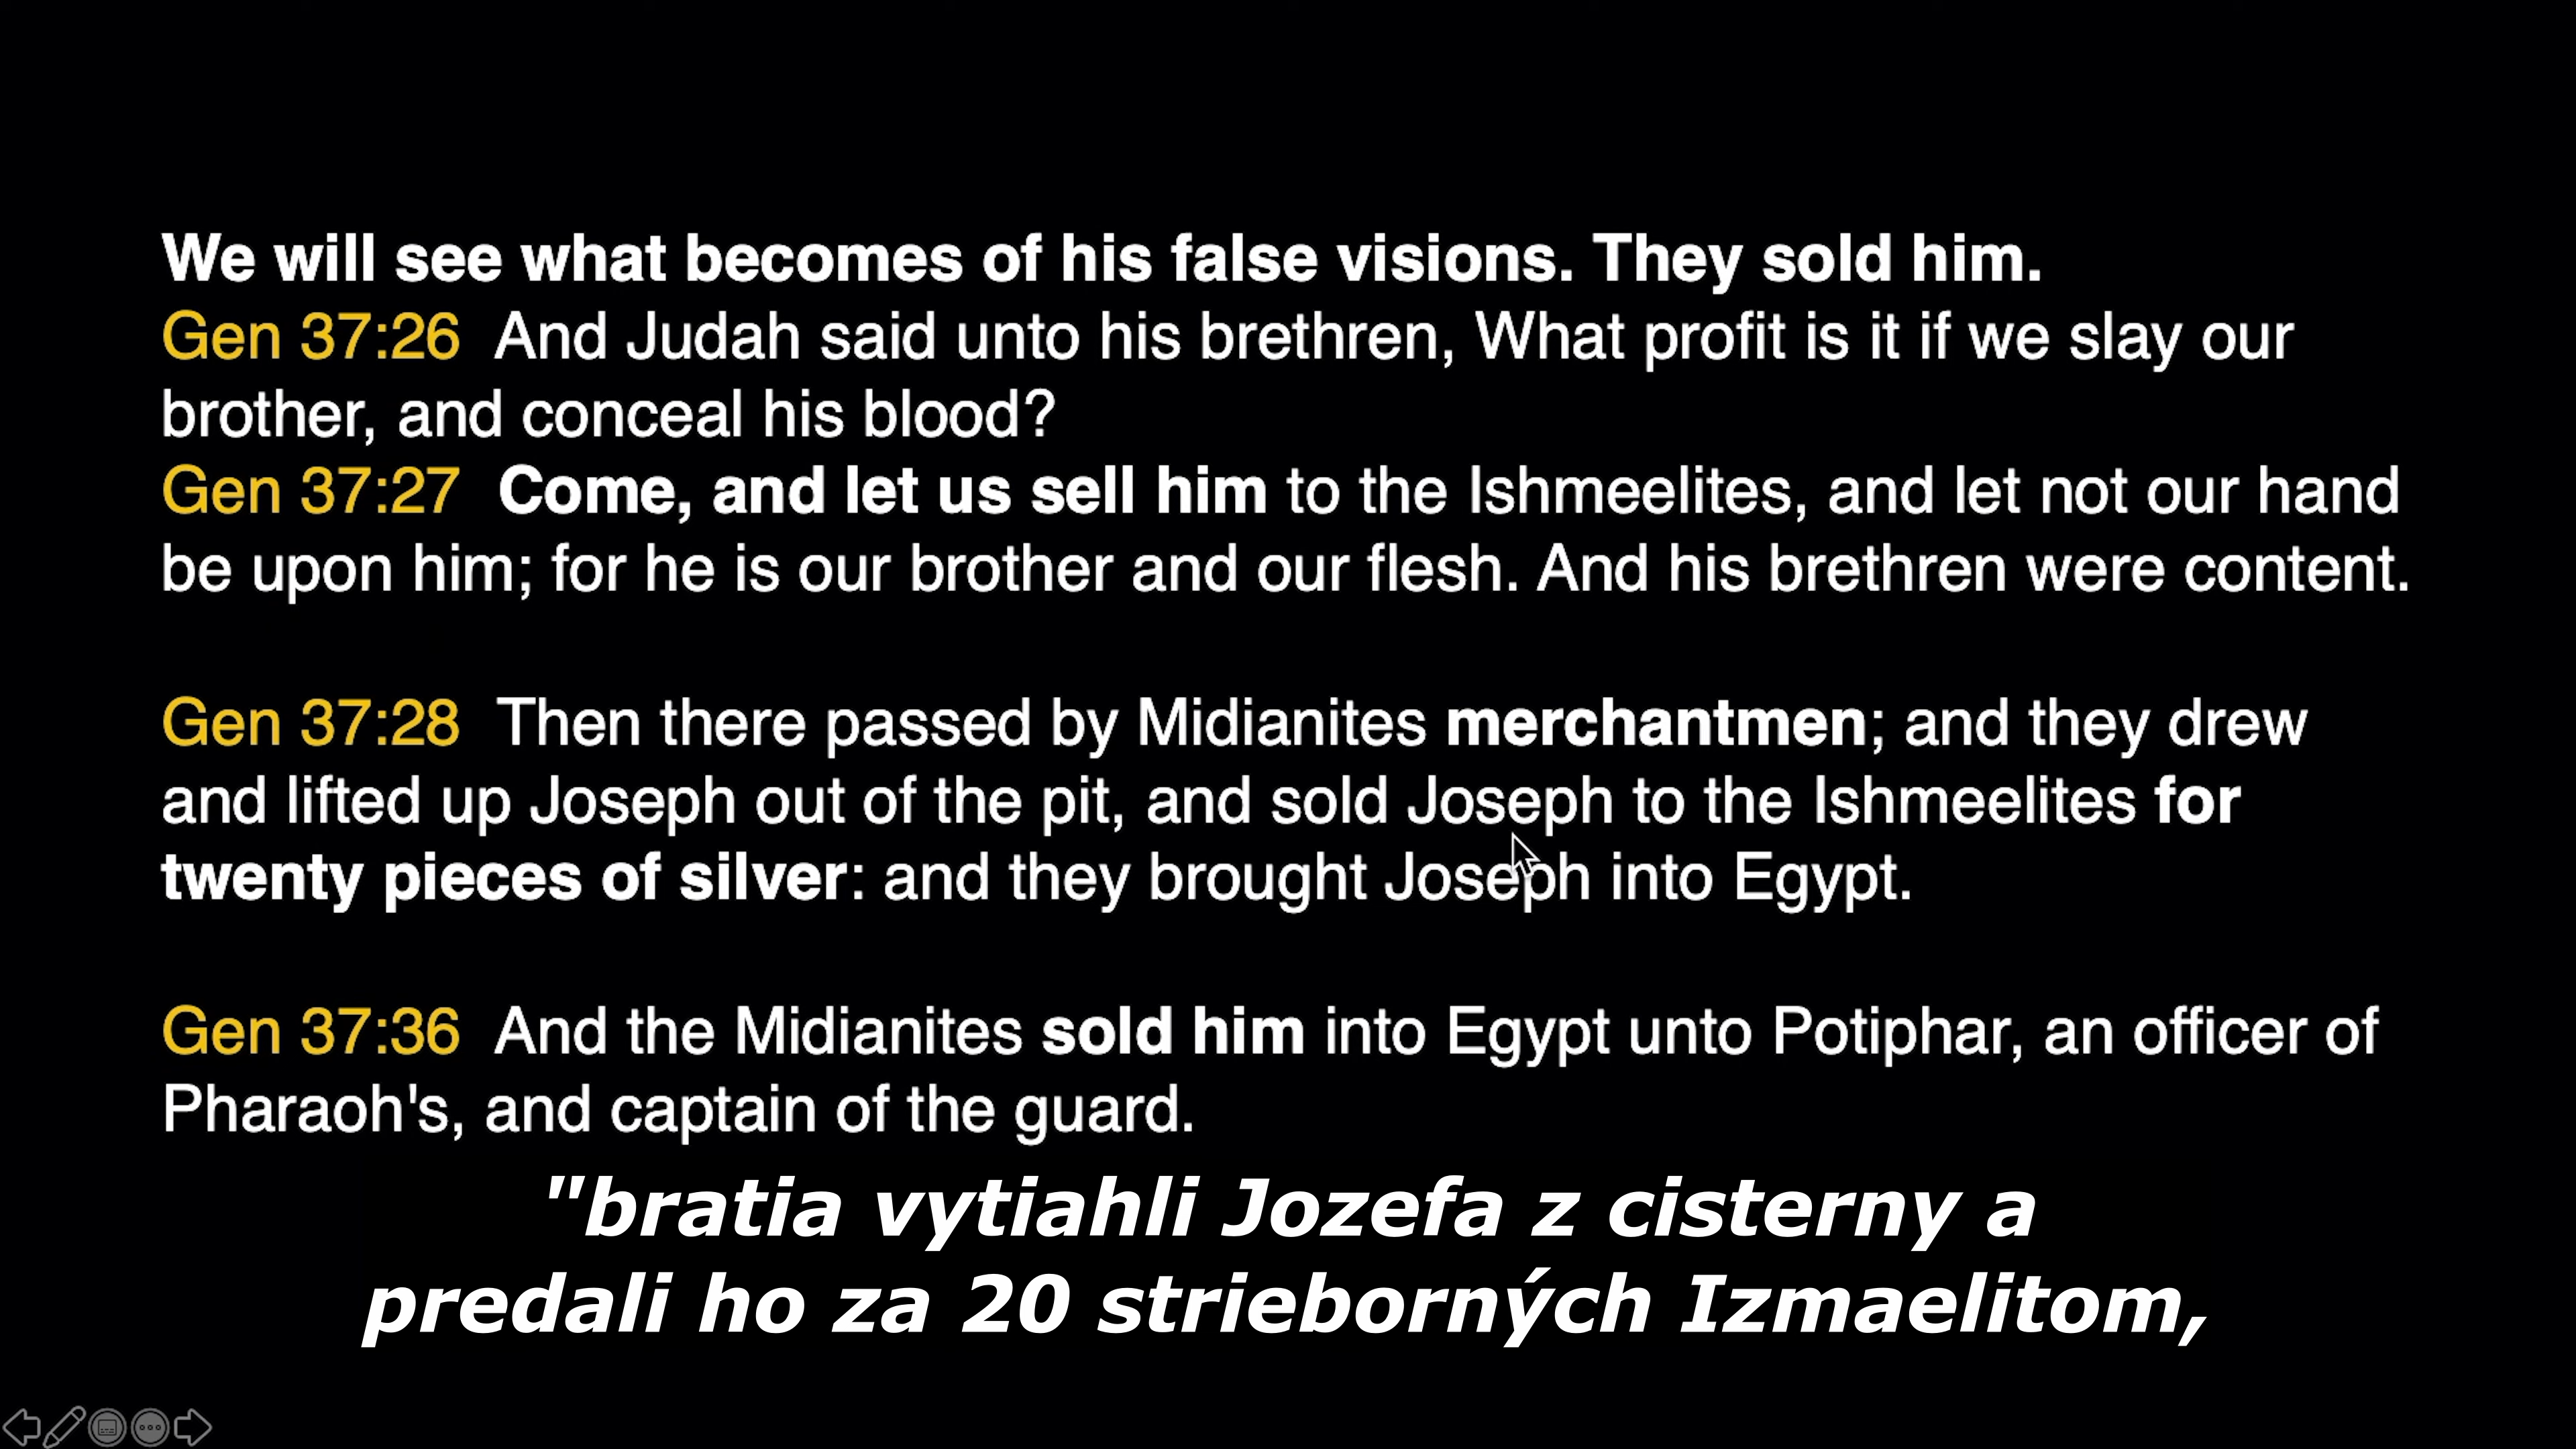 We will see what becomes of his false visions. They sold him.
Gen 37:26  And Judah said unto his brethren, What profit is it if we slay our
brother, and conceal his blood?
Gen 37:27  Come, and let us sell him to the Ishmeelites, and let not our hand
be upon him; for he is our brother and our flesh. And his brethren were content.
Gen 37:28  Then there passed by Midianites merchantmen; and they drew
and lifted up Joseph out of the pit, and sold Joseph to the Ishmeelites for
twenty pieces of silver: and they brought Joseph into Egypt.
Gen 37:36  And the Midianites sold him into Egypt unto Potiphar, an officer of
Pharaoh's, and captain of the guard.
"bratia vytiahli Jozefa z cisterny a
predali ho za 20 strieborných Izmaelitom,